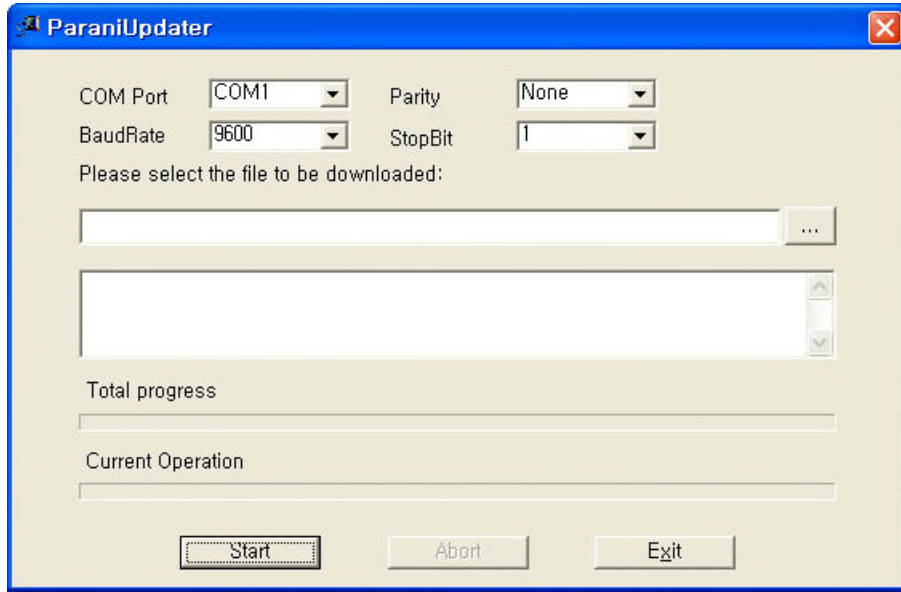 ParaniUpdater
COM Port COM1 Parity None
BaudRate 9600 StopBit 1
Please select the file to be downloaded:
...
Total progress
Current Operation
Start Abort Exit